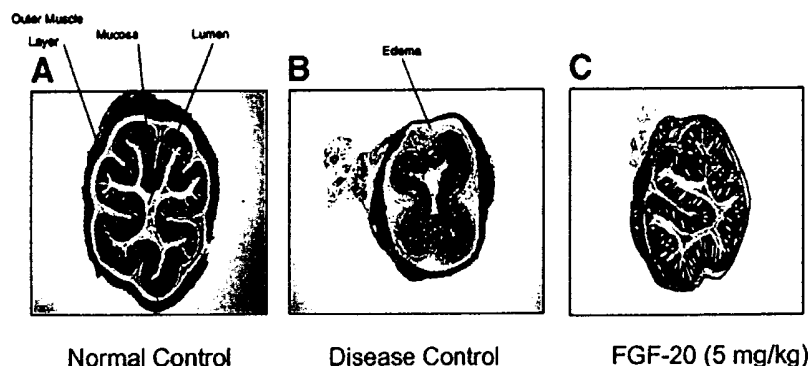 Outer Muscle
Layer
Mucosa
Lumen
A
Edema
B
C
Normal Control
Disease Control
FGF-20 (5 mg/kg)